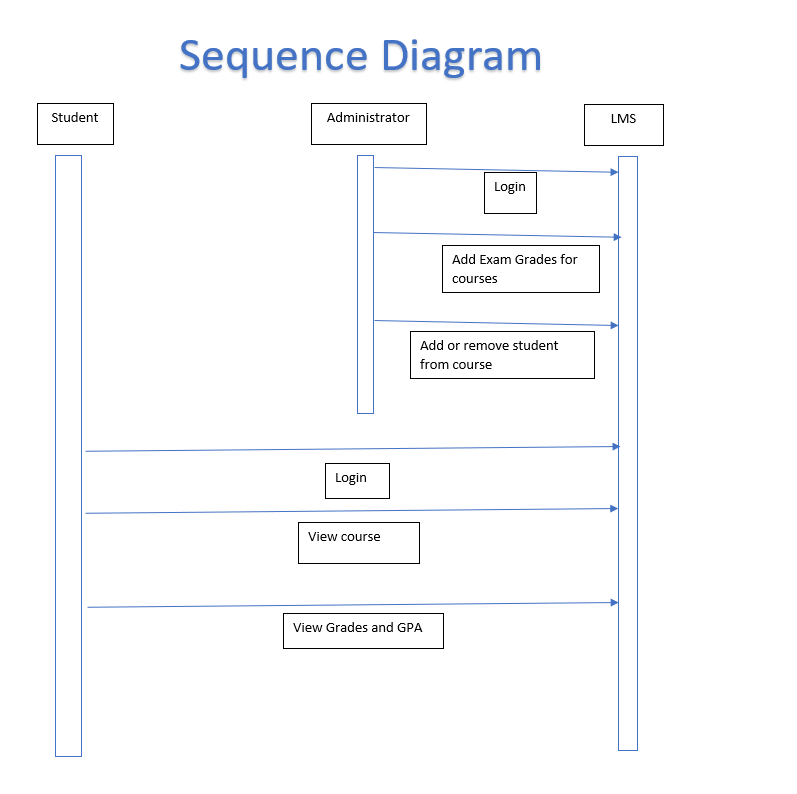 Sequence Diagram
Student
Administrator
LMS
Login
Add Exam Grades for
courses
Add or remove student
from course
Login
View course
View Grades and GPA